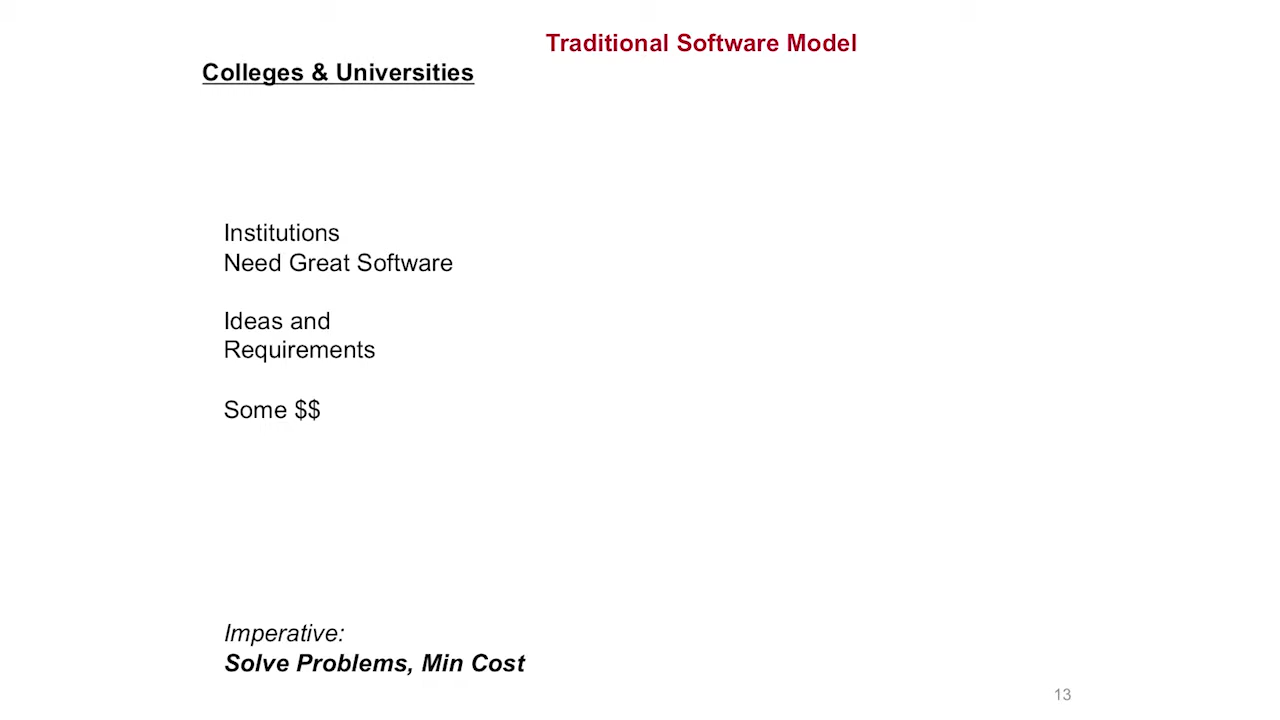 Traditional Software Model
Colleges & Universities
Institutions
Need Great Software
Ideas and
Requirements
Some $$
Imperative:
Solve Problems, Min Cost
13